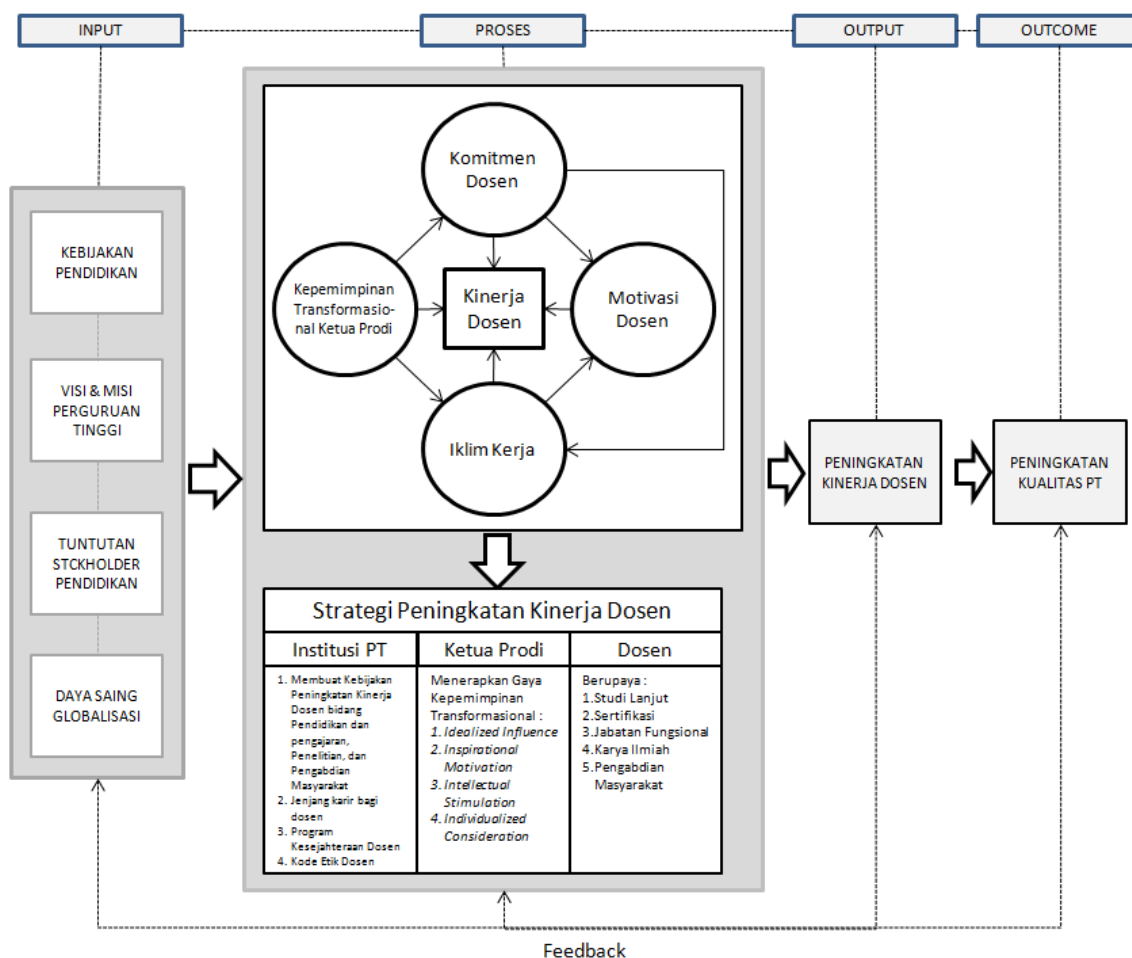 INPUT
PROSES
OUTPUT
OUTCOME
KEBIJAKAN
PENDIDIKAN
VISI & MISI
PERGURUAN
TINGGI
TUNTUTAN
STCKHOLDER
PENDIDIKAN
DAYA SAING
GLOBALISASI
Komitmen
Dosen
Kepemimpinan
Transformasio-
nal Ketua Prodi
Kinerja
Dosen
Motivasi
Dosen
Iklim Kerja
Strategi Peningkatan Kinerja Dosen
Institusi PT
1. Membuat Kebijakan
Peningkatan Kinerja
Dosen bidang
Pendidikan dan
pengajaran,
Penelitian, dan
Pengabdian
Masyarakat
2. Jenjang karir bagi
dosen
3. Program
Kesejahteraan Dosen
4. Kode Etik Dosen
Ketua Prodi
Menerapkan Gaya
Kepemimpinan
Transformasional :
1. Idealized Influence
2. Inspirational
Motivation
3. Intellectual
Stimulation
4. Individualized
Consideration
Dosen
Berupaya :
1.Studi Lanjut
2.Sertifikasi
3.Jabatan Fungsional
4.Karya Ilmiah
5.Pengabdian
Masyarakat
PENINGKATAN
KINERJA DOSEN
PENINGKATAN
KUALITAS PT
Feedback